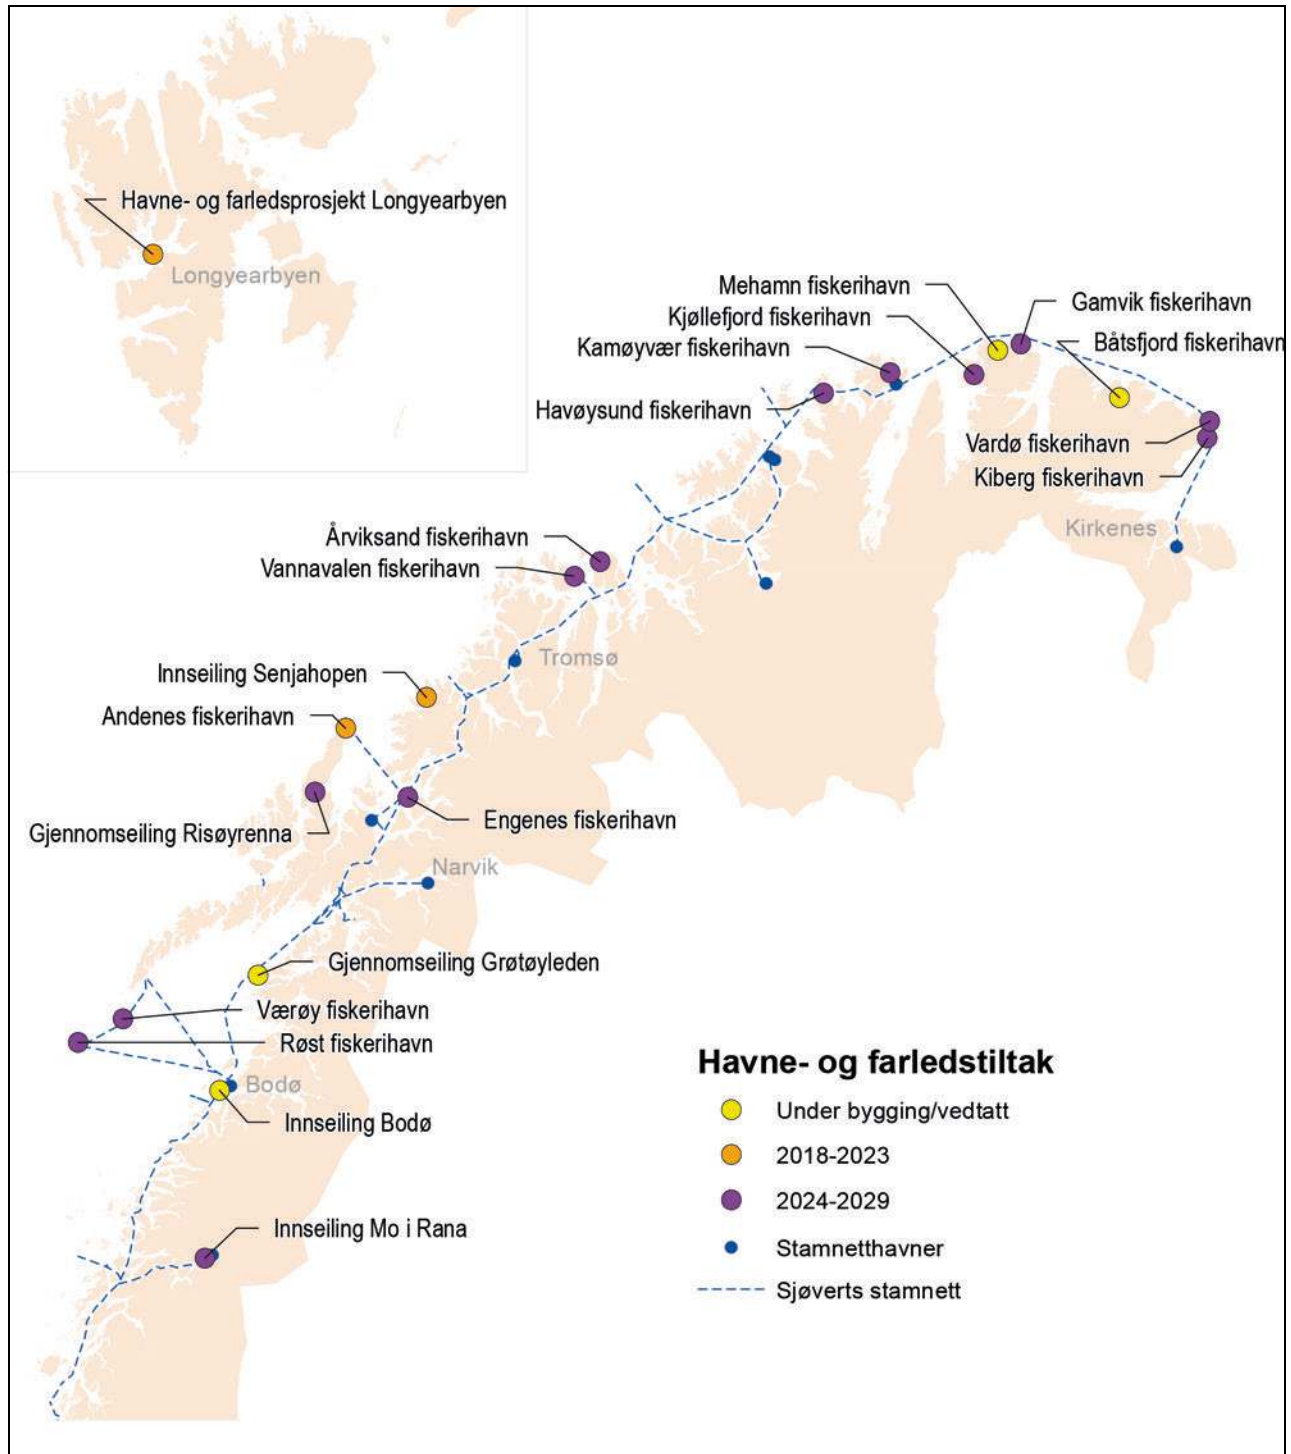 Havne- og farledsprosjekt Longyearbyen
Longyearbyen
Mehamn fiskerihavn
Gamvik fiskerihavn
Kjøllefjord fiskerihavn
Båtsfjord fiskerihavn
Kamøyvær fiskerihavn
Havøysund fiskerihavn
Vardø fiskerihavn
Kiberg fiskerihavn
Kirkenes
Årviksand fiskerihavn
Vannavalen fiskerihavn
Tromsø
Innseiling Senjahopen
Andenes fiskerihavn
Engenes fiskerihavn
Gjennomseiling Risøyrenna
Narvik
Gjennomseiling Grøtøyleden
Værøy fiskerihavn
Røst fiskerihavn
Bodø
Innseiling Bodø
Innseiling Mo i Rana
Havne- og farledstiltak
Under bygging/vedtatt
2018-2023
2024-2029
Stamnetthavner
Sjøverts stamnett